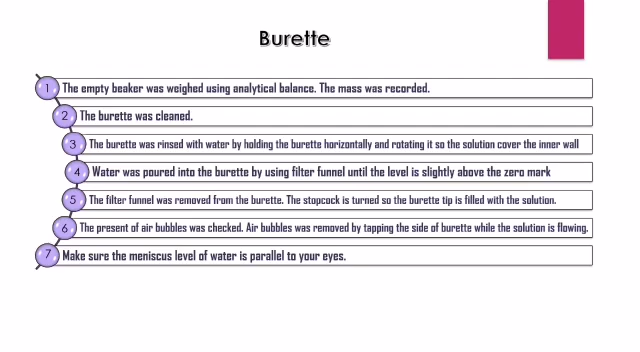 Burette
1 The empty beaker was weighed using analytical balance. The mass was recorded.
2 The burette was cleaned.
3 The burette was rinsed with water by holding the burette horizontally and rotating it so the solution cover the inner wall
4 Water was poured into the burette by using filter funnel until the level is slightly above the zero mark
5 The filter funnel was removed from the burette. The stopcock is turned so the burette tip is filled with the solution.
6 The present of air bubbles was checked. Air bubbles was removed by tapping the side of burette while the solution is flowing.
7 Make sure the meniscus level of water is parallel to your eyes.